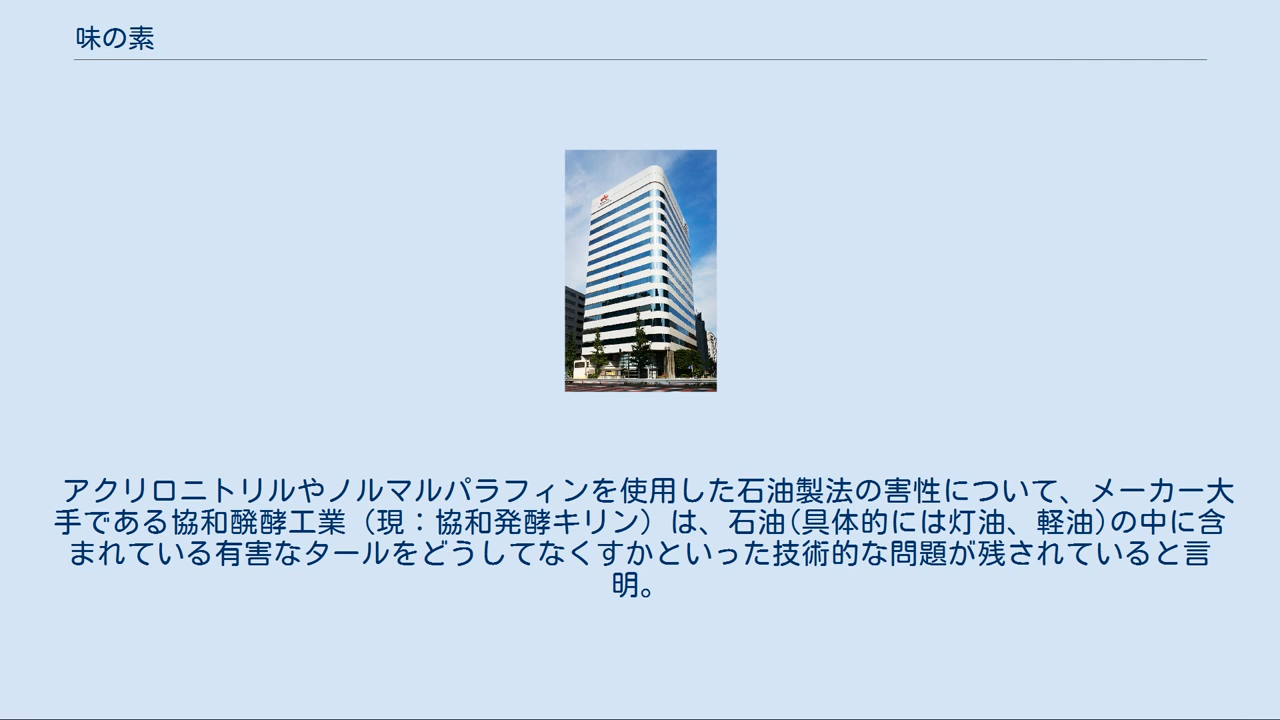 味の素
アクリロニトリルやノルマルパラフィンを使用した石油製法の害性について、メーカー大
手である協和醗酵工業（現：協和発酵キリン）は、石油(具体的には灯油、軽油)の中に含
まれている有害なタールをどうしてなくすかといった技術的な問題が残されていると言
明。